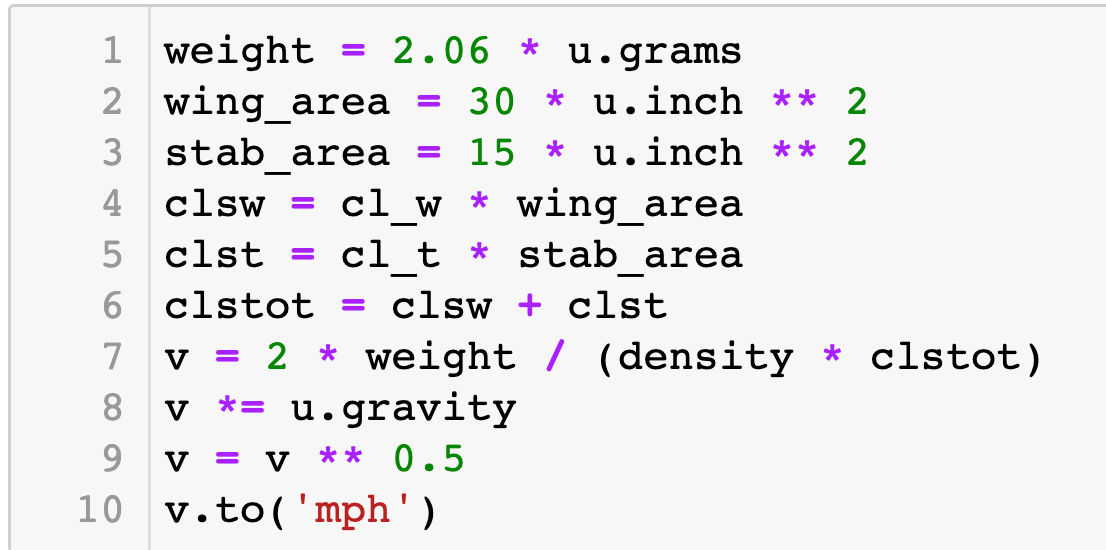 1 weight = 2.06 * u.grams
2 wing_area = 30 * u.inch ** 2
3 stab_area = 15 * u.inch ** 2
4 clsw = cl_w * wing_area
5 clst = cl_t * stab_area
6 clstot = clsw + clst
7 v = 2 * weight / (density * clstot)
8 v *= u.gravity
9 v = v ** 0.5
10 v.to('mph')